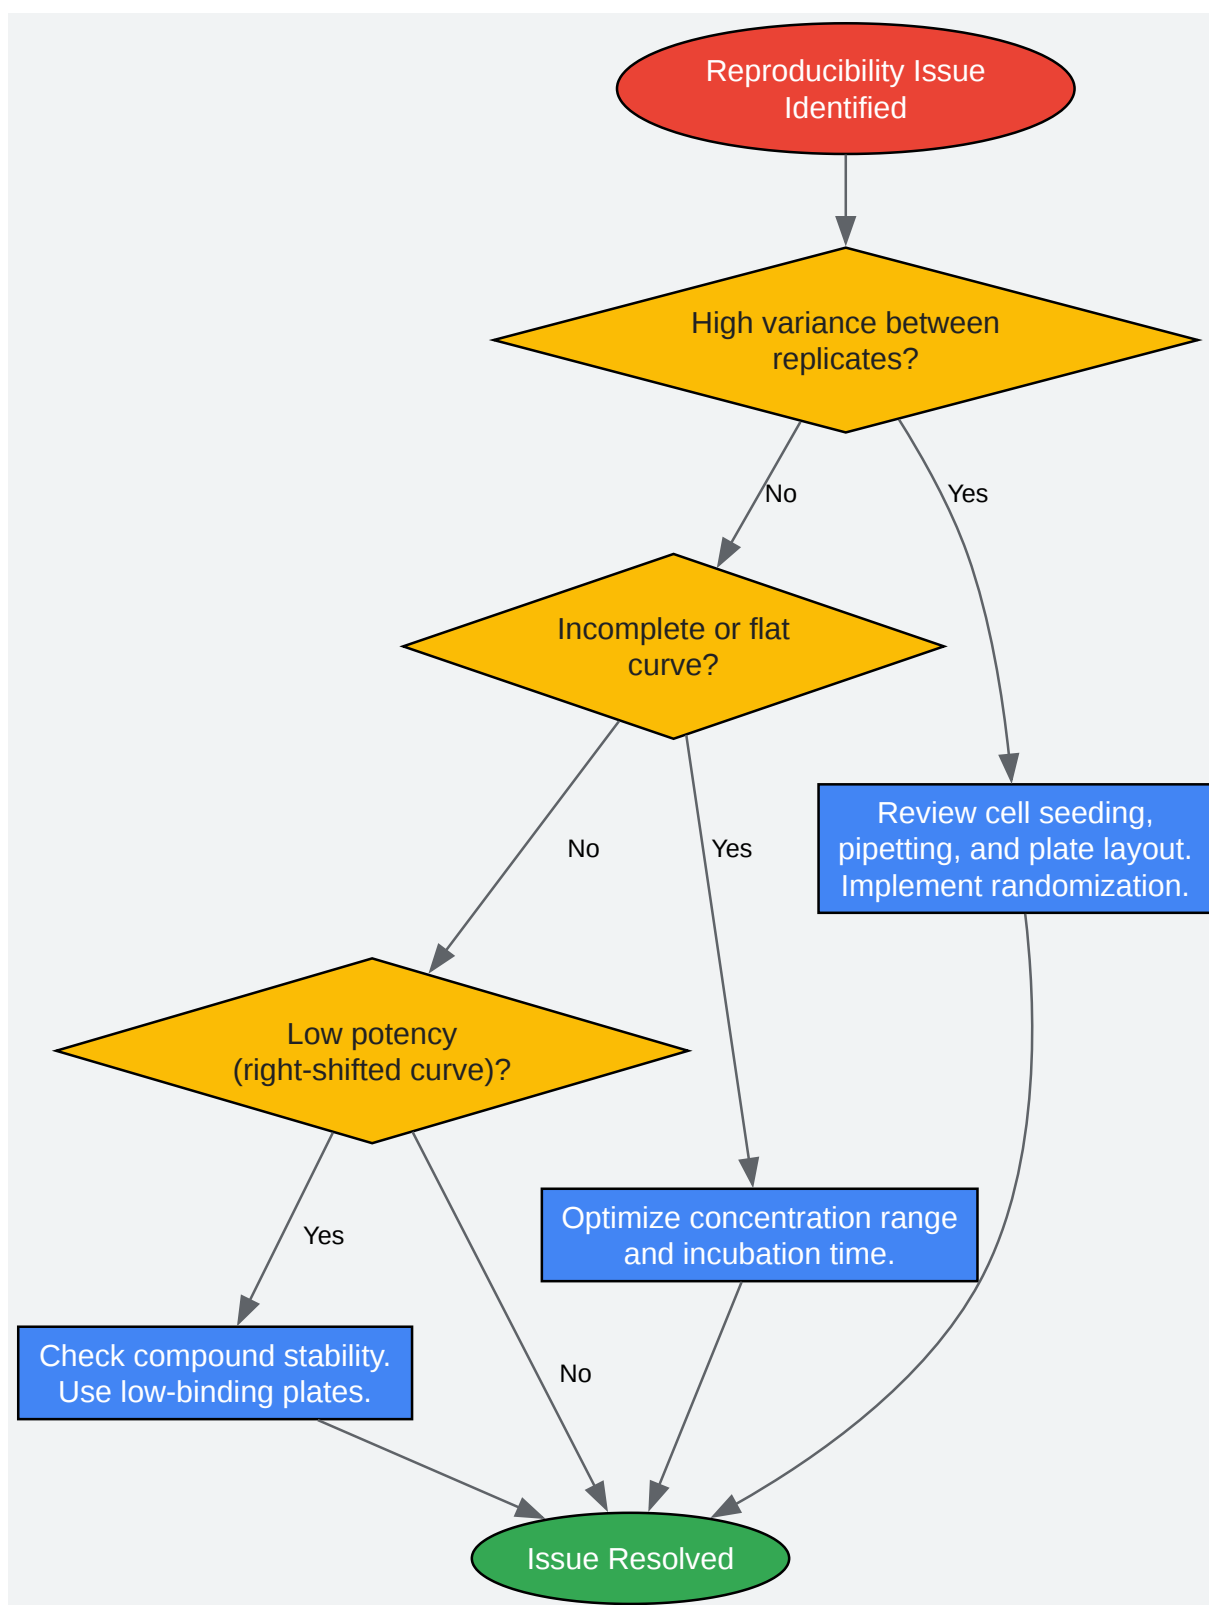 Reproducibility Issue
Identified
High variance between
replicates?
No
Yes
Incomplete or flat
curve?
No
Yes
Review cell seeding,
pipetting, and plate layout.
Implement randomization.
Low potency
(right-shifted curve)?
Yes
No
Optimize concentration range
and incubation time.
Check compound stability.
Use low-binding plates.
Issue Resolved